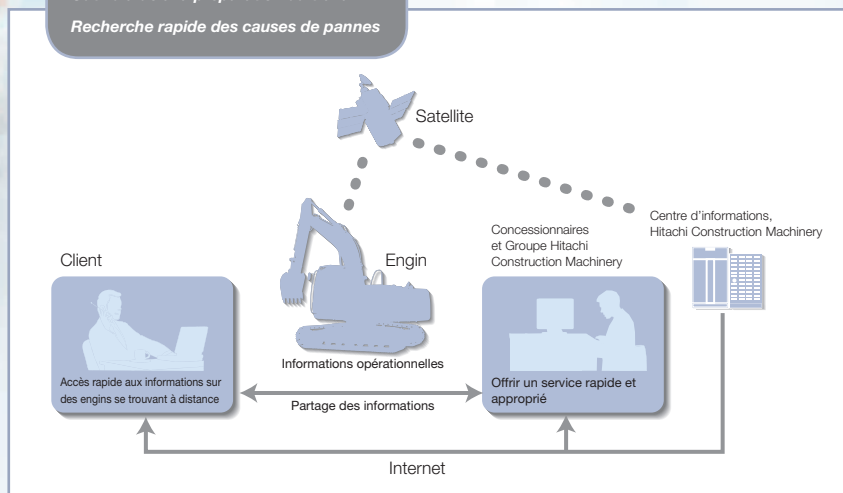 Recherche rapide des causes de pannes
Satellite
Centre d'informations,
Hitachi Construction Machinery
Concessionnaires
et Groupe Hitachi
Construction Machinery
Client
Engin
Informations opérationnelles
Accès rapide aux informations sur
des engins se trouvant à distance
Offrir un service rapide et
approprié
Partage des informations
Internet